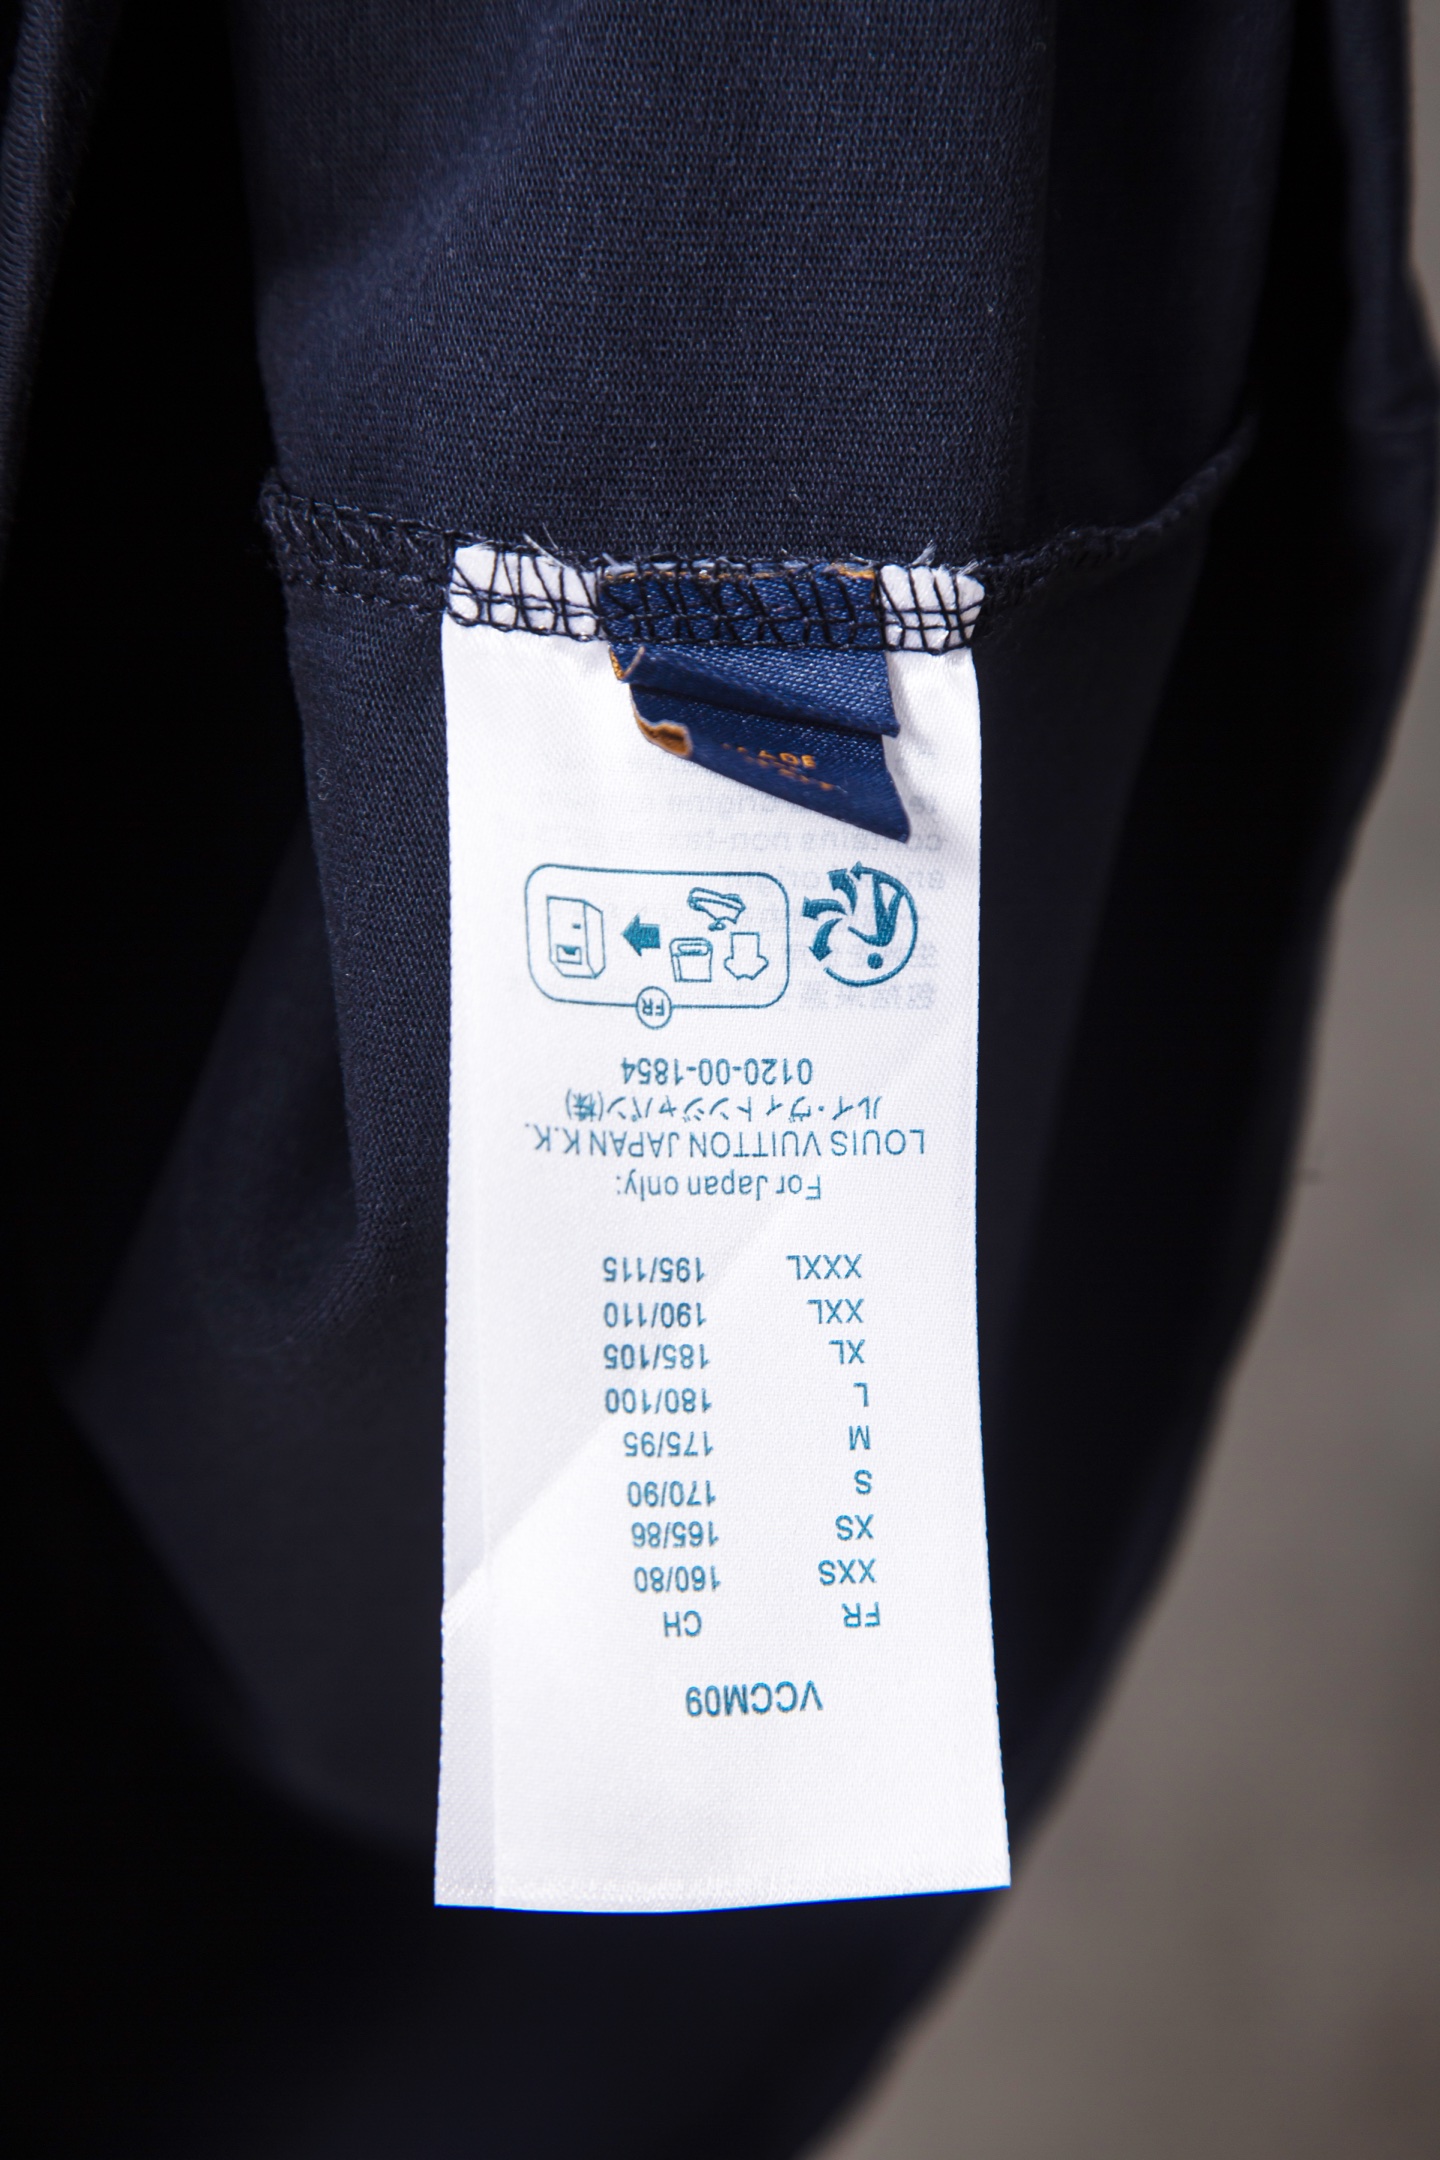 VCCM09
FR CH
XXS 160/80
XS 165/86
S 170/90
M 175/95
L 180/100
XL 185/105
XXL 190/110
XXXL 195/115
For Japan only:
LOUIS VUITTON JAPAN K.K.
ルイ・ヴィトンジャパン(株)
0120-00-1854
FR